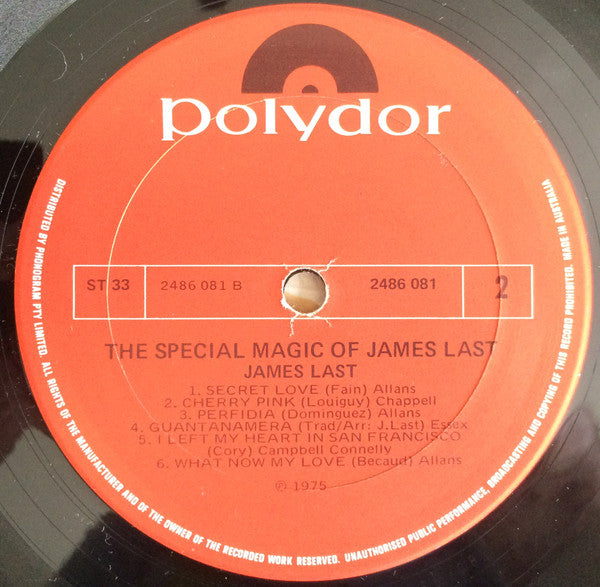 polydor
ST 33
2486 081 B
2486 081
2
THE SPECIAL MAGIC OF JAMES LAST
JAMES LAST
1. SECRET LOVE (Fain) Allans
2. CHERRY PINK (Louiguy) Chappell
3. PERFIDIA (Dominguez) Allans
4. GUANTANAMERA (Trad/Arr: J.Last) Essex
5. I LEFT MY HEART IN SAN FRANCISCO
(Cory) Campbell Connelly
6. WHAT NOW MY LOVE (Becaud) Allans
℗ 1975
DISTRIBUTED BY PHONOGRAM PTY LIMITED. ALL RIGHTS OF THE MANUFACTURER AND OF THE OWNER OF THE RECORDED WORK RESERVED. UNAUTHORISED PUBLIC PERFORMANCE, BROADCASTING AND COPYING OF THIS RECORD PROHIBITED. MADE IN AUSTRALIA